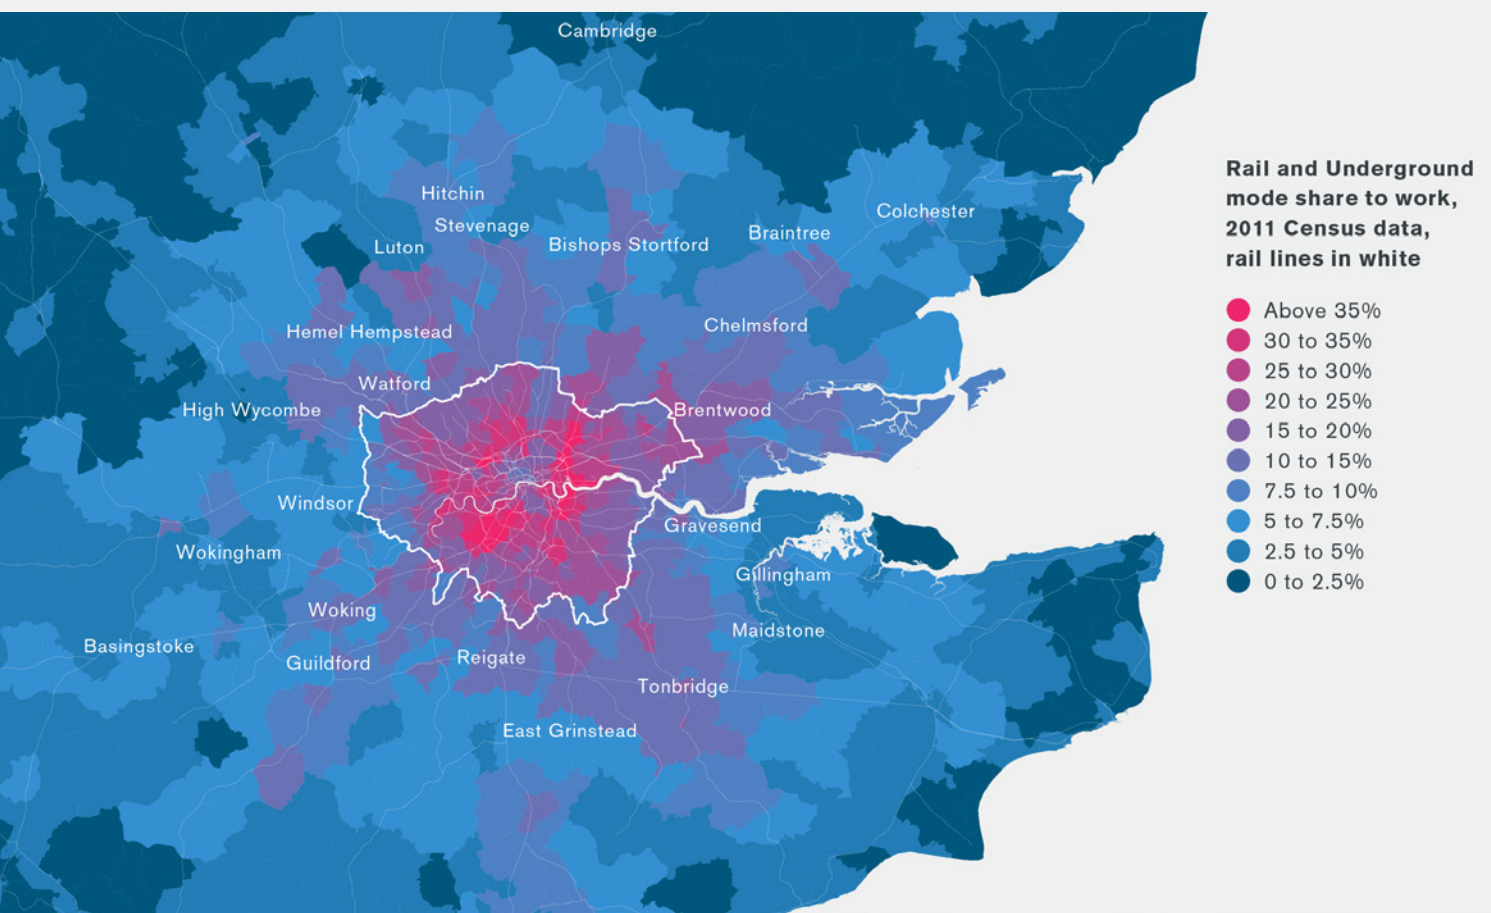 Cambridge
Hitchin
Stevenage
Luton
Bishops Stortford
Braintree
Colchester
Hemel Hempstead
Chelmsford
Watford
High Wycombe
Brentwood
Windsor
Gravesend
Wokingham
Gillingham
Woking
Maidstone
Basingstoke
Guildford
Reigate
Tonbridge
East Grinstead
Rail and Underground
mode share to work,
2011 Census data,
rail lines in white
Above 35%
30 to 35%
25 to 30%
20 to 25%
15 to 20%
10 to 15%
7.5 to 10%
5 to 7.5%
2.5 to 5%
0 to 2.5%